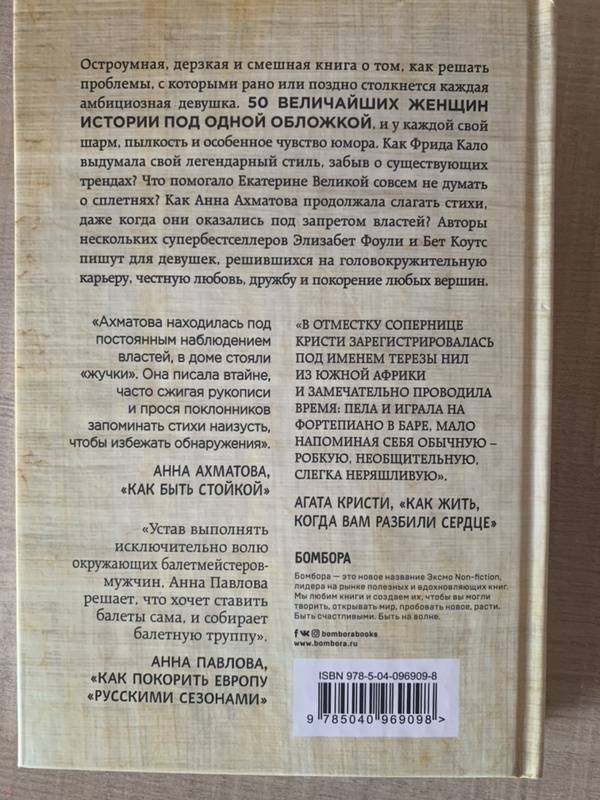 Остроумная, дерзкая и смешная книга о том, как решать
проблемы, с которыми рано или поздно столкнется каждая
амбициозная девушка. 50 ВЕЛИЧАЙШИХ ЖЕНЩИН
ИСТОРИИ ПОД ОДНОЙ ОБЛОЖКОЙ, и у каждой свой
шарм, пылкость и особенное чувство юмора. Как Фрида Кало
выдумала свой легендарный стиль, забыв о существующих
трендах? Что помогало Екатерине Великой совсем не думать
о сплетнях? Как Анна Ахматова продолжала слагать стихи,
даже когда они оказались под запретом властей? Авторы
нескольких супербестселлеров Элизабет Фоули и Бет Коутс
пишут для девушек, решившихся на головокружительную
карьеру, честную любовь, дружбу и покорение любых вершин.
«Ахматова находилась под
постоянным наблюдением
властей, в доме стояли
«жучки». Она писала втайне,
часто сжигая рукописи
и прося поклонников
запоминать стихи наизусть,
чтобы избежать обнаружения».
АННА АХМАТОВА,
«КАК БЫТЬ СТОЙКОЙ»
«Устав выполнять
исключительно волю
окружающих балетмейстеров-
мужчин, Анна Павлова
решает, что хочет ставить
балеты сама, и собирает
балетную труппу».
АННА ПАВЛОВА,
«КАК ПОКОРИТЬ ЕВРОПУ
«РУССКИМИ СЕЗОНАМИ»
«В ОТМЕСТКУ СОПЕРНИЦЕ
КРИСТИ ЗАРЕГИСТРИРОВАЛАСЬ
ПОД ИМЕНЕМ ТЕРЕЗЫ НИЛ
ИЗ ЮЖНОЙ АФРИКИ
И ЗАМЕЧАТЕЛЬНО ПРОВОДИЛА
ВРЕМЯ: ПЕЛА И ИГРАЛА НА
ФОРТЕПИАНО В БАРЕ, МАЛО
НАПОМИНАЯ СЕБЯ ОБЫЧНУЮ –
РОБКУЮ, НЕОБЩИТЕЛЬНУЮ,
СЛЕГКА НЕРЯШЛИВУЮ».
АГАТА КРИСТИ, «КАК ЖИТЬ,
КОГДА ВАМ РАЗБИЛИ СЕРДЦЕ»
БОМБОРА
Бомбора – это новое название Эксмо Non-fiction,
лидера на рынке полезных и вдохновляющих книг.
Мы любим книги и создаем их, чтобы вы могли
творить, открывать мир, пробовать новое, расти.
Быть счастливыми. Быть на волне.
bomborabooks
www.bombora.ru
ISBN 978-5-04-096909-8
9 785040 969098 >